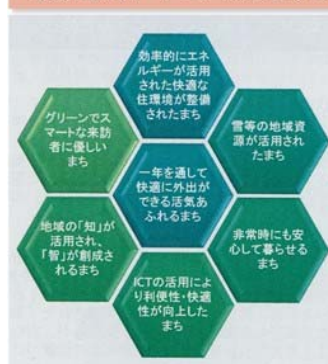 効率的にエネ
ルギーが活用
された快適な
住環境が整備
されたまち
グリーンでス
マートな来訪
者に優しい
まち
雪等の地域資
源が活用され
たまち
一年を通して
快適に外出が
できる活気あ
ふれるまち
地域の「知」が
活用され、
「智」が創成さ
れるまち
非常時にも安
心して暮らせる
まち
ICTの活用によ
り利便性・快適
性が向上した
まち